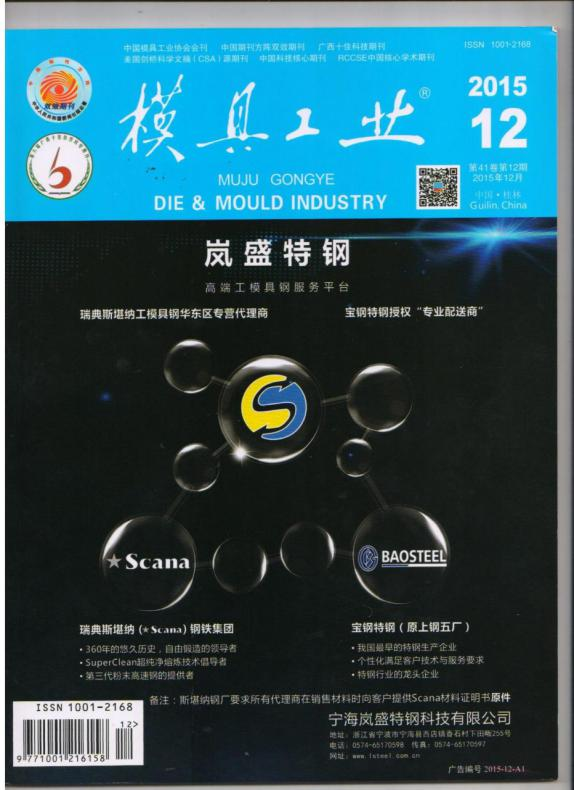 中国模具工业协会会刊 中国期刊方阵双效期刊 广西十佳科技期刊
美国剑桥科学文摘（CSA）源期刊 中国科技核心期刊 RCCSE中国核心学术期刊
ISSN 1001-2168
双效期刊
模具工业®
2015
12
第41卷第12期
2015年12月
中国·桂林
Guilin, China
MUJU GONGYE
DIE & MOULD INDUSTRY
岚盛特钢
高端工模具钢服务平台
瑞典斯堪纳工模具钢华东区专营代理商
宝钢特钢授权“专业配送商”
★Scana
BAOSTEEL
瑞典斯堪纳（★Scana）钢铁集团
·360年的悠久历史，自由锻造的领导者
·SuperClean超纯净熔炼技术倡导者
·第三代粉末高速钢的提供者
宝钢特钢（原上钢五厂）
·我国最早的特钢生产企业
·个性化满足客户技术与服务要求
·特钢行业的龙头企业
备注：斯堪纳钢厂要求所有代理商在销售材料时向客户提供Scana材料证明书原件
ISSN 1001-2168
12>
9 771001 216158
宁海岚盛特钢科技有限公司
地址：浙江省宁波市宁海县西店镇香石村下田畈255号
电话：0574-65170598 传真：0574-65170597
网址：www.lsteel.com.cn
广告编号 2015-12-A1